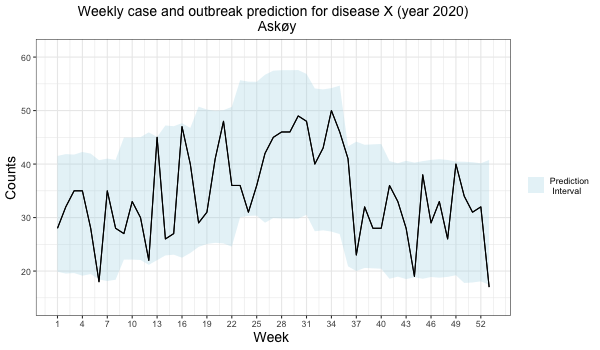 Weekly case and outbreak prediction for disease X (year 2020)
Askøy
60
50
40
30
20
Counts
1 4 7 10 13 16 19 22 25 28 31 34 37 40 43 46 49 52
Week
Prediction
Interval